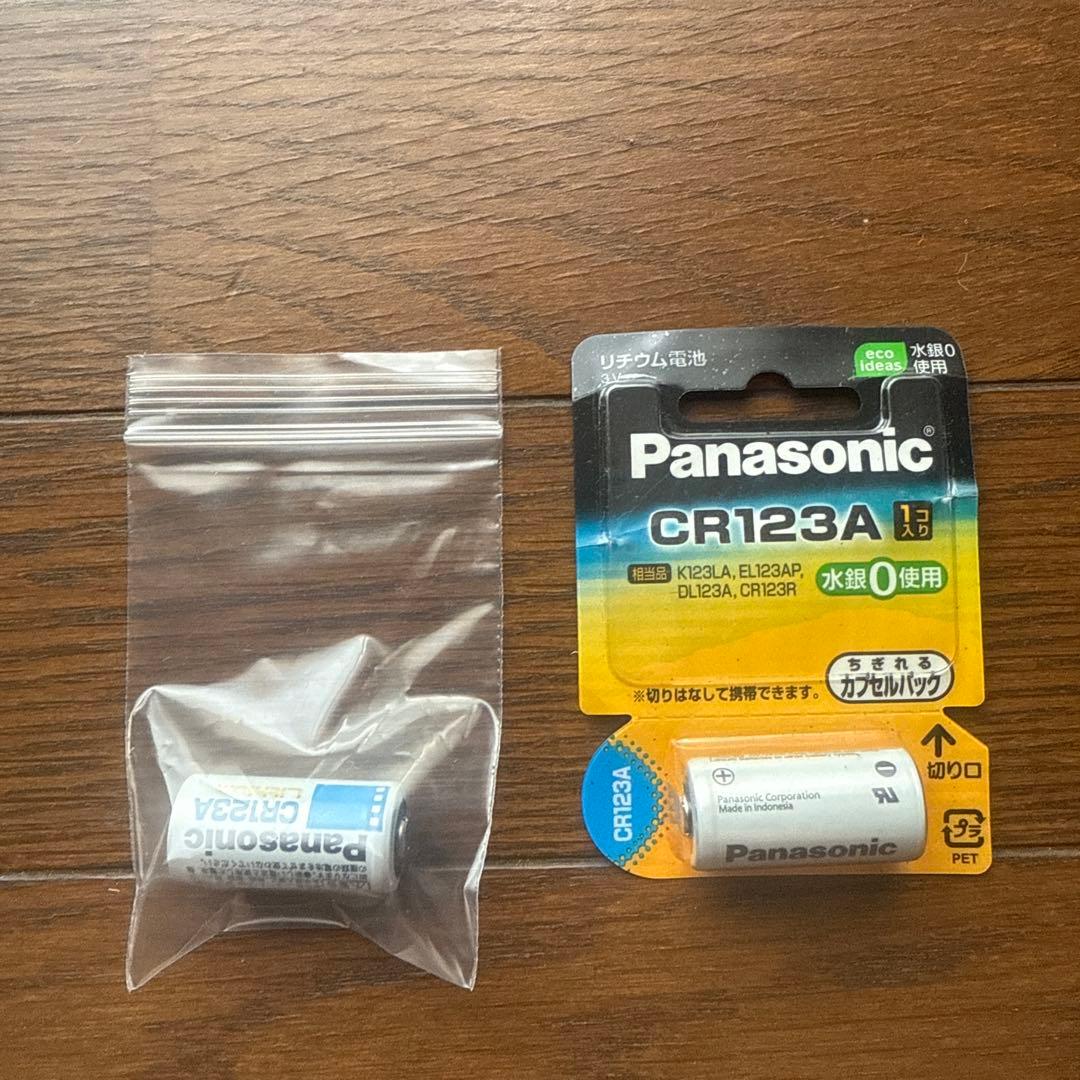 リチウム電池
3V
eco ideas
水銀0使用
Panasonic®
CR123A
1コ入り
相当品 K123LA, EL123AP,
DL123A, CR123R
水銀0使用
ちぎれる
カプセルパック
※切りはなして携帯できます。
切り口
CR123A
Panasonic Corporation
Made in Indonesia
Panasonic
プラ
PET
CR123A
Panasonic